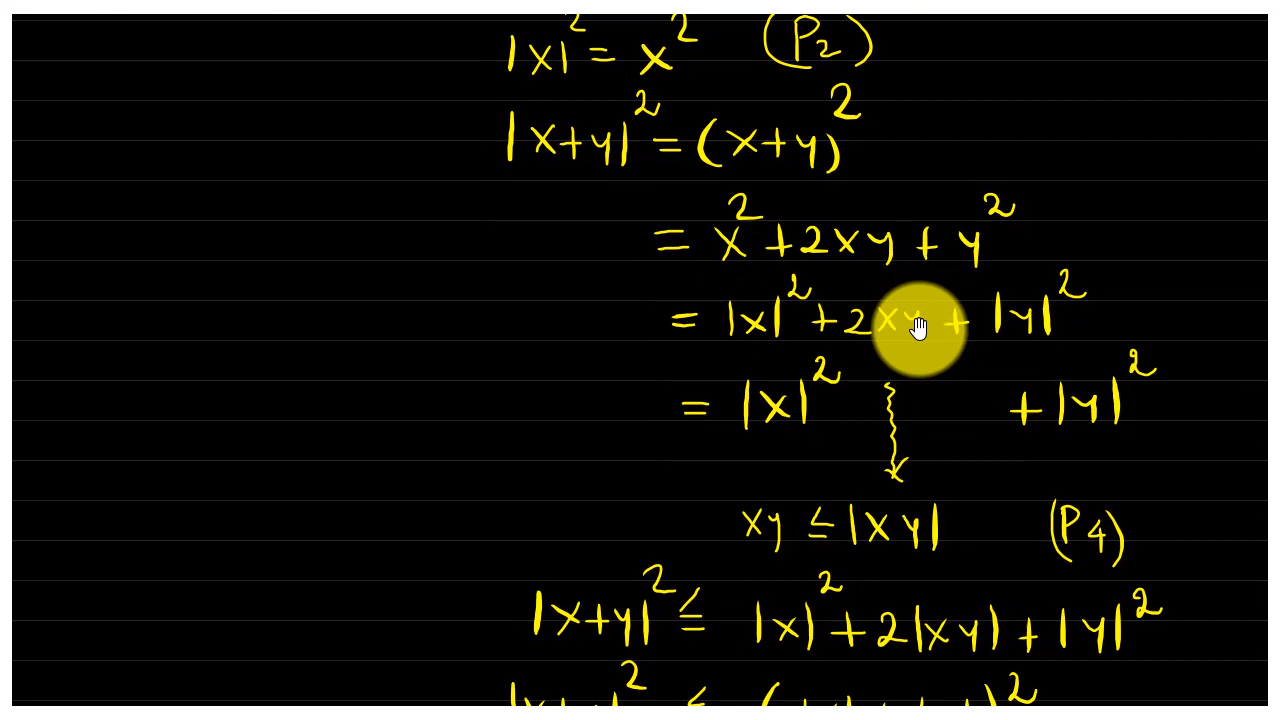 |x|² = x² (P2)
|x+y|² = (x+y)²
= x² + 2xy + y²
= |x|² + 2xy + |y|²
= |x|² + |y|²
xy ≤ |xy| (P4)
|x+y|² ≤ |x|² + 2|xy| + |y|²